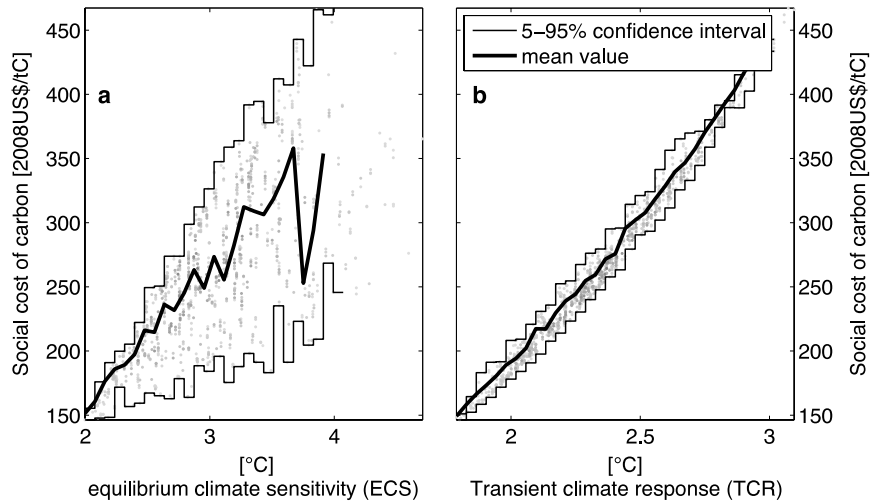 Social cost of carbon [2008US$/tC]
450
400
350
300
250
200
150
a
2
3
4
[°C]
equilibrium climate sensitivity (ECS)
5−95% confidence interval
mean value
b
2
2.5
3
[°C]
Transient climate response (TCR)
450
400
350
300
250
200
150
Social cost of carbon [2008US$/tC]